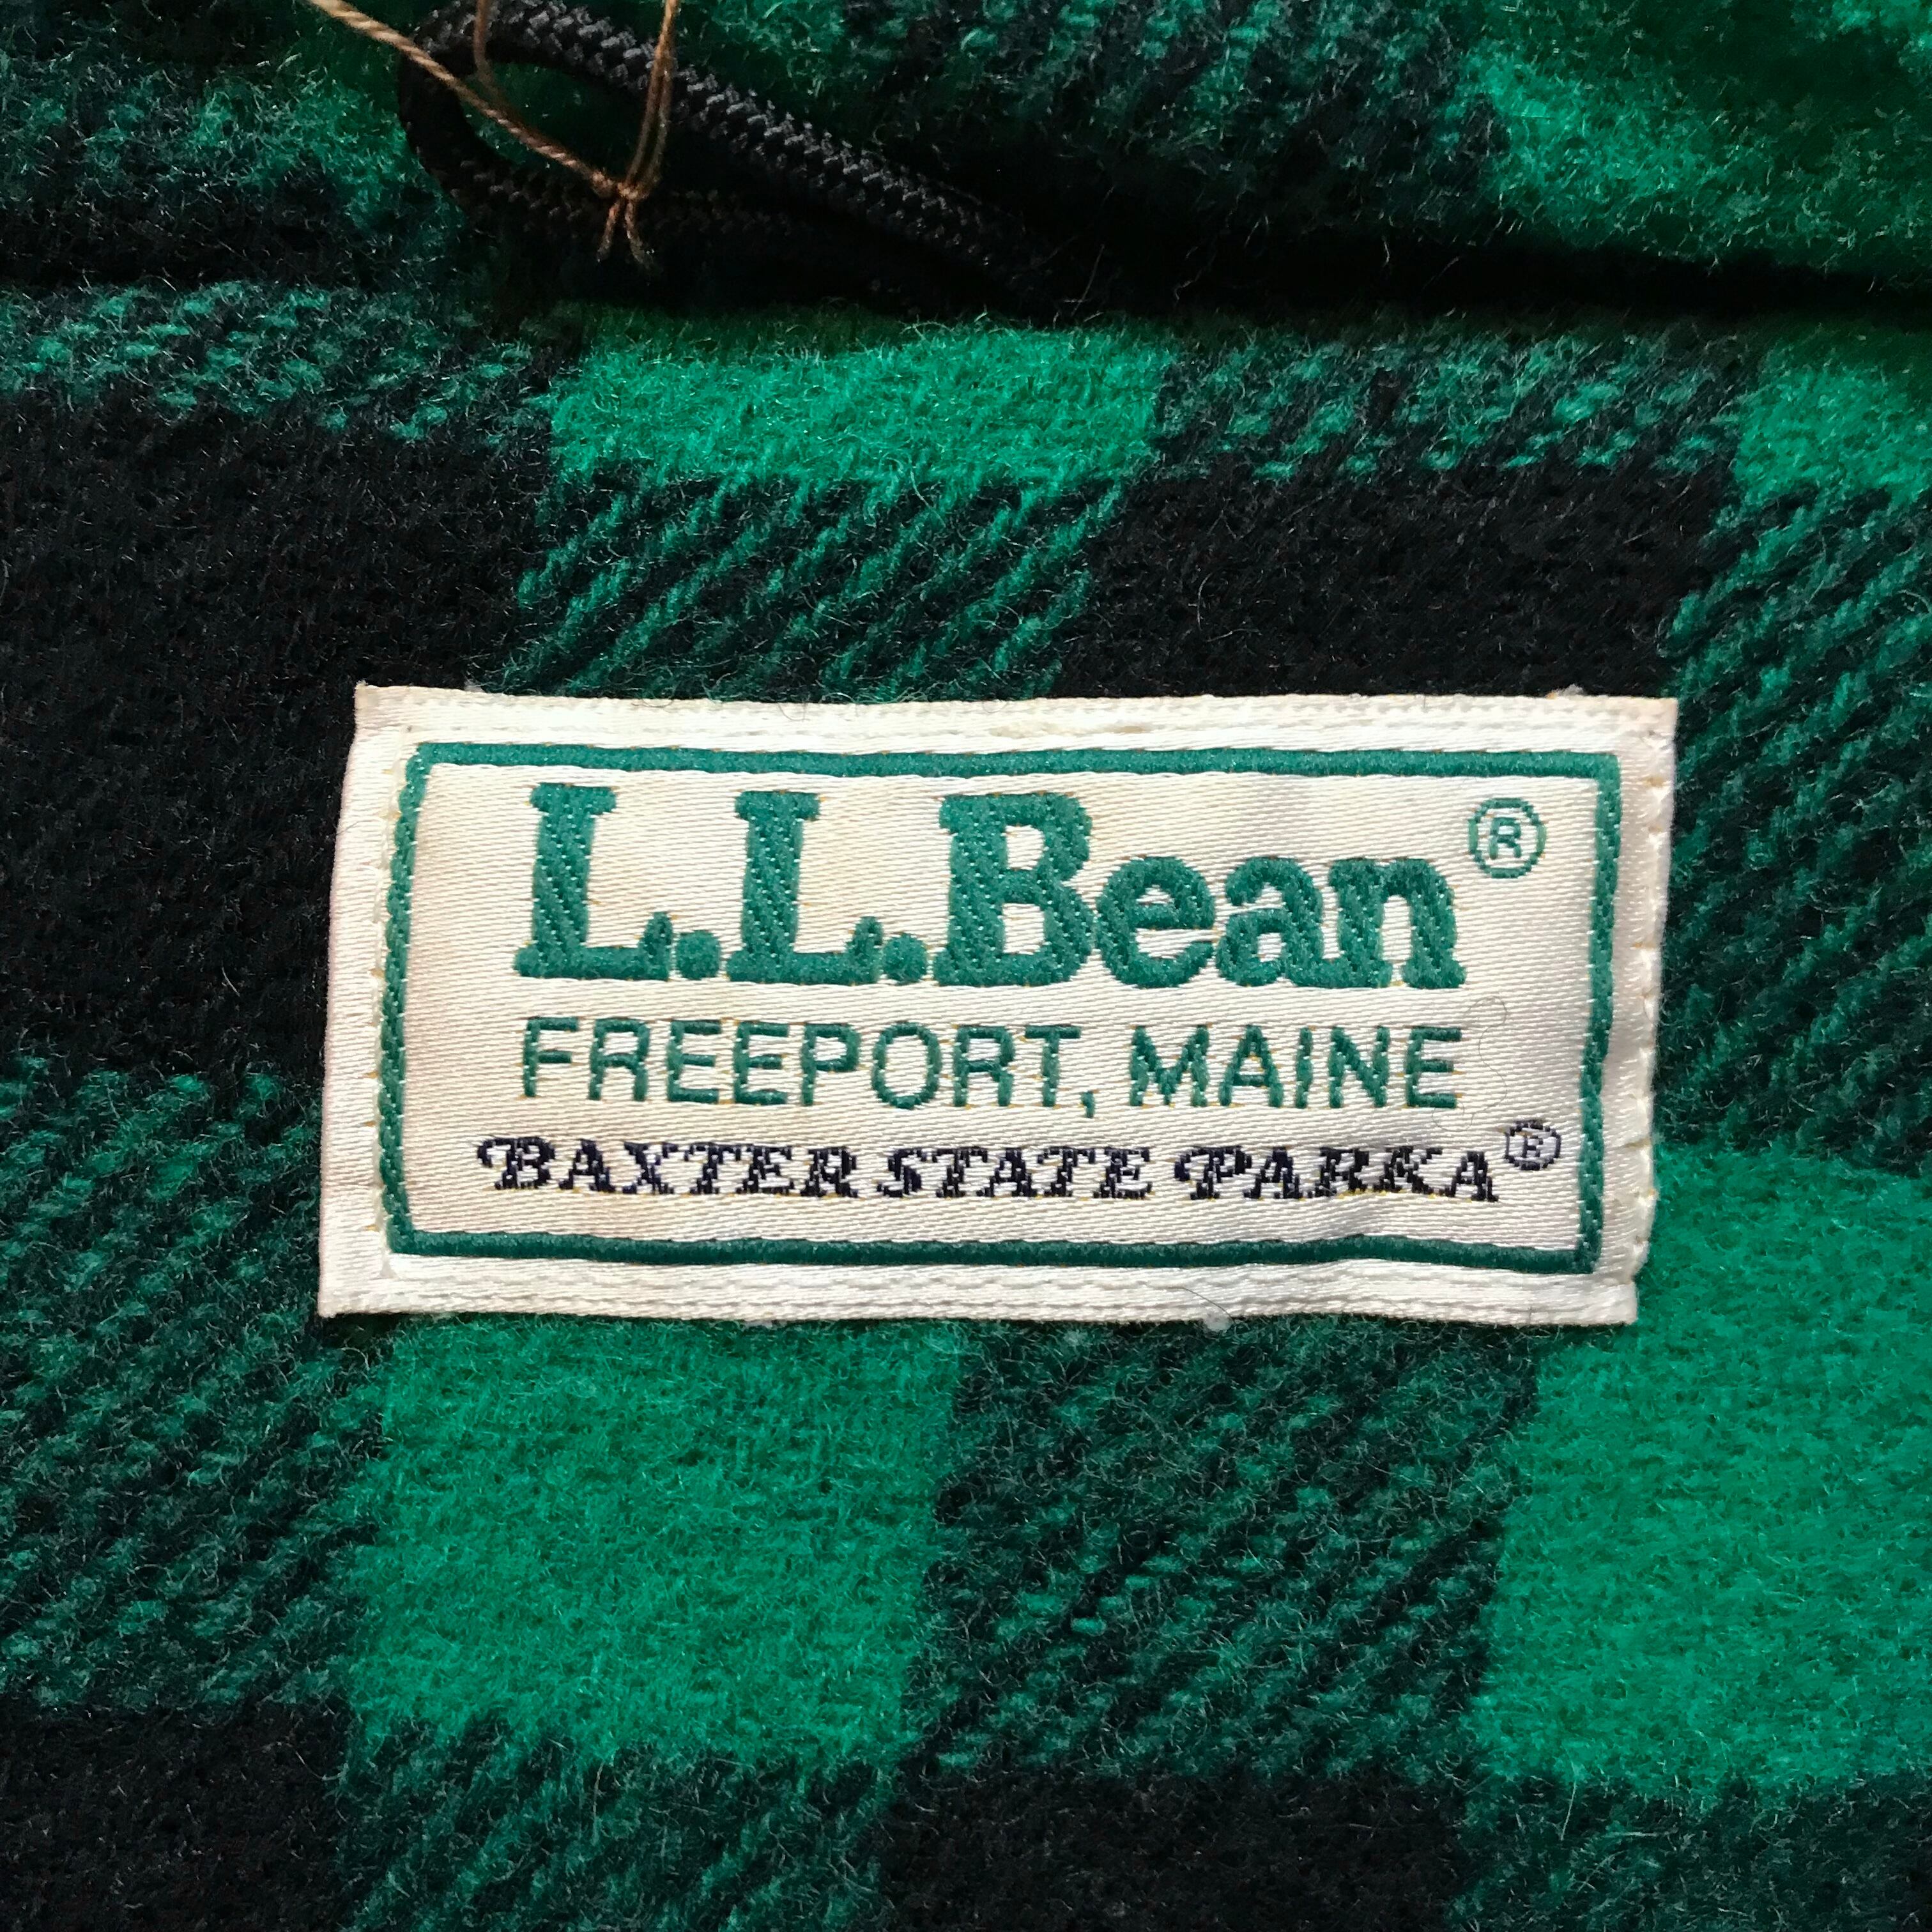 L.L.Bean ®
FREEPORT, MAINE
BAXTER STATE PARKA ®